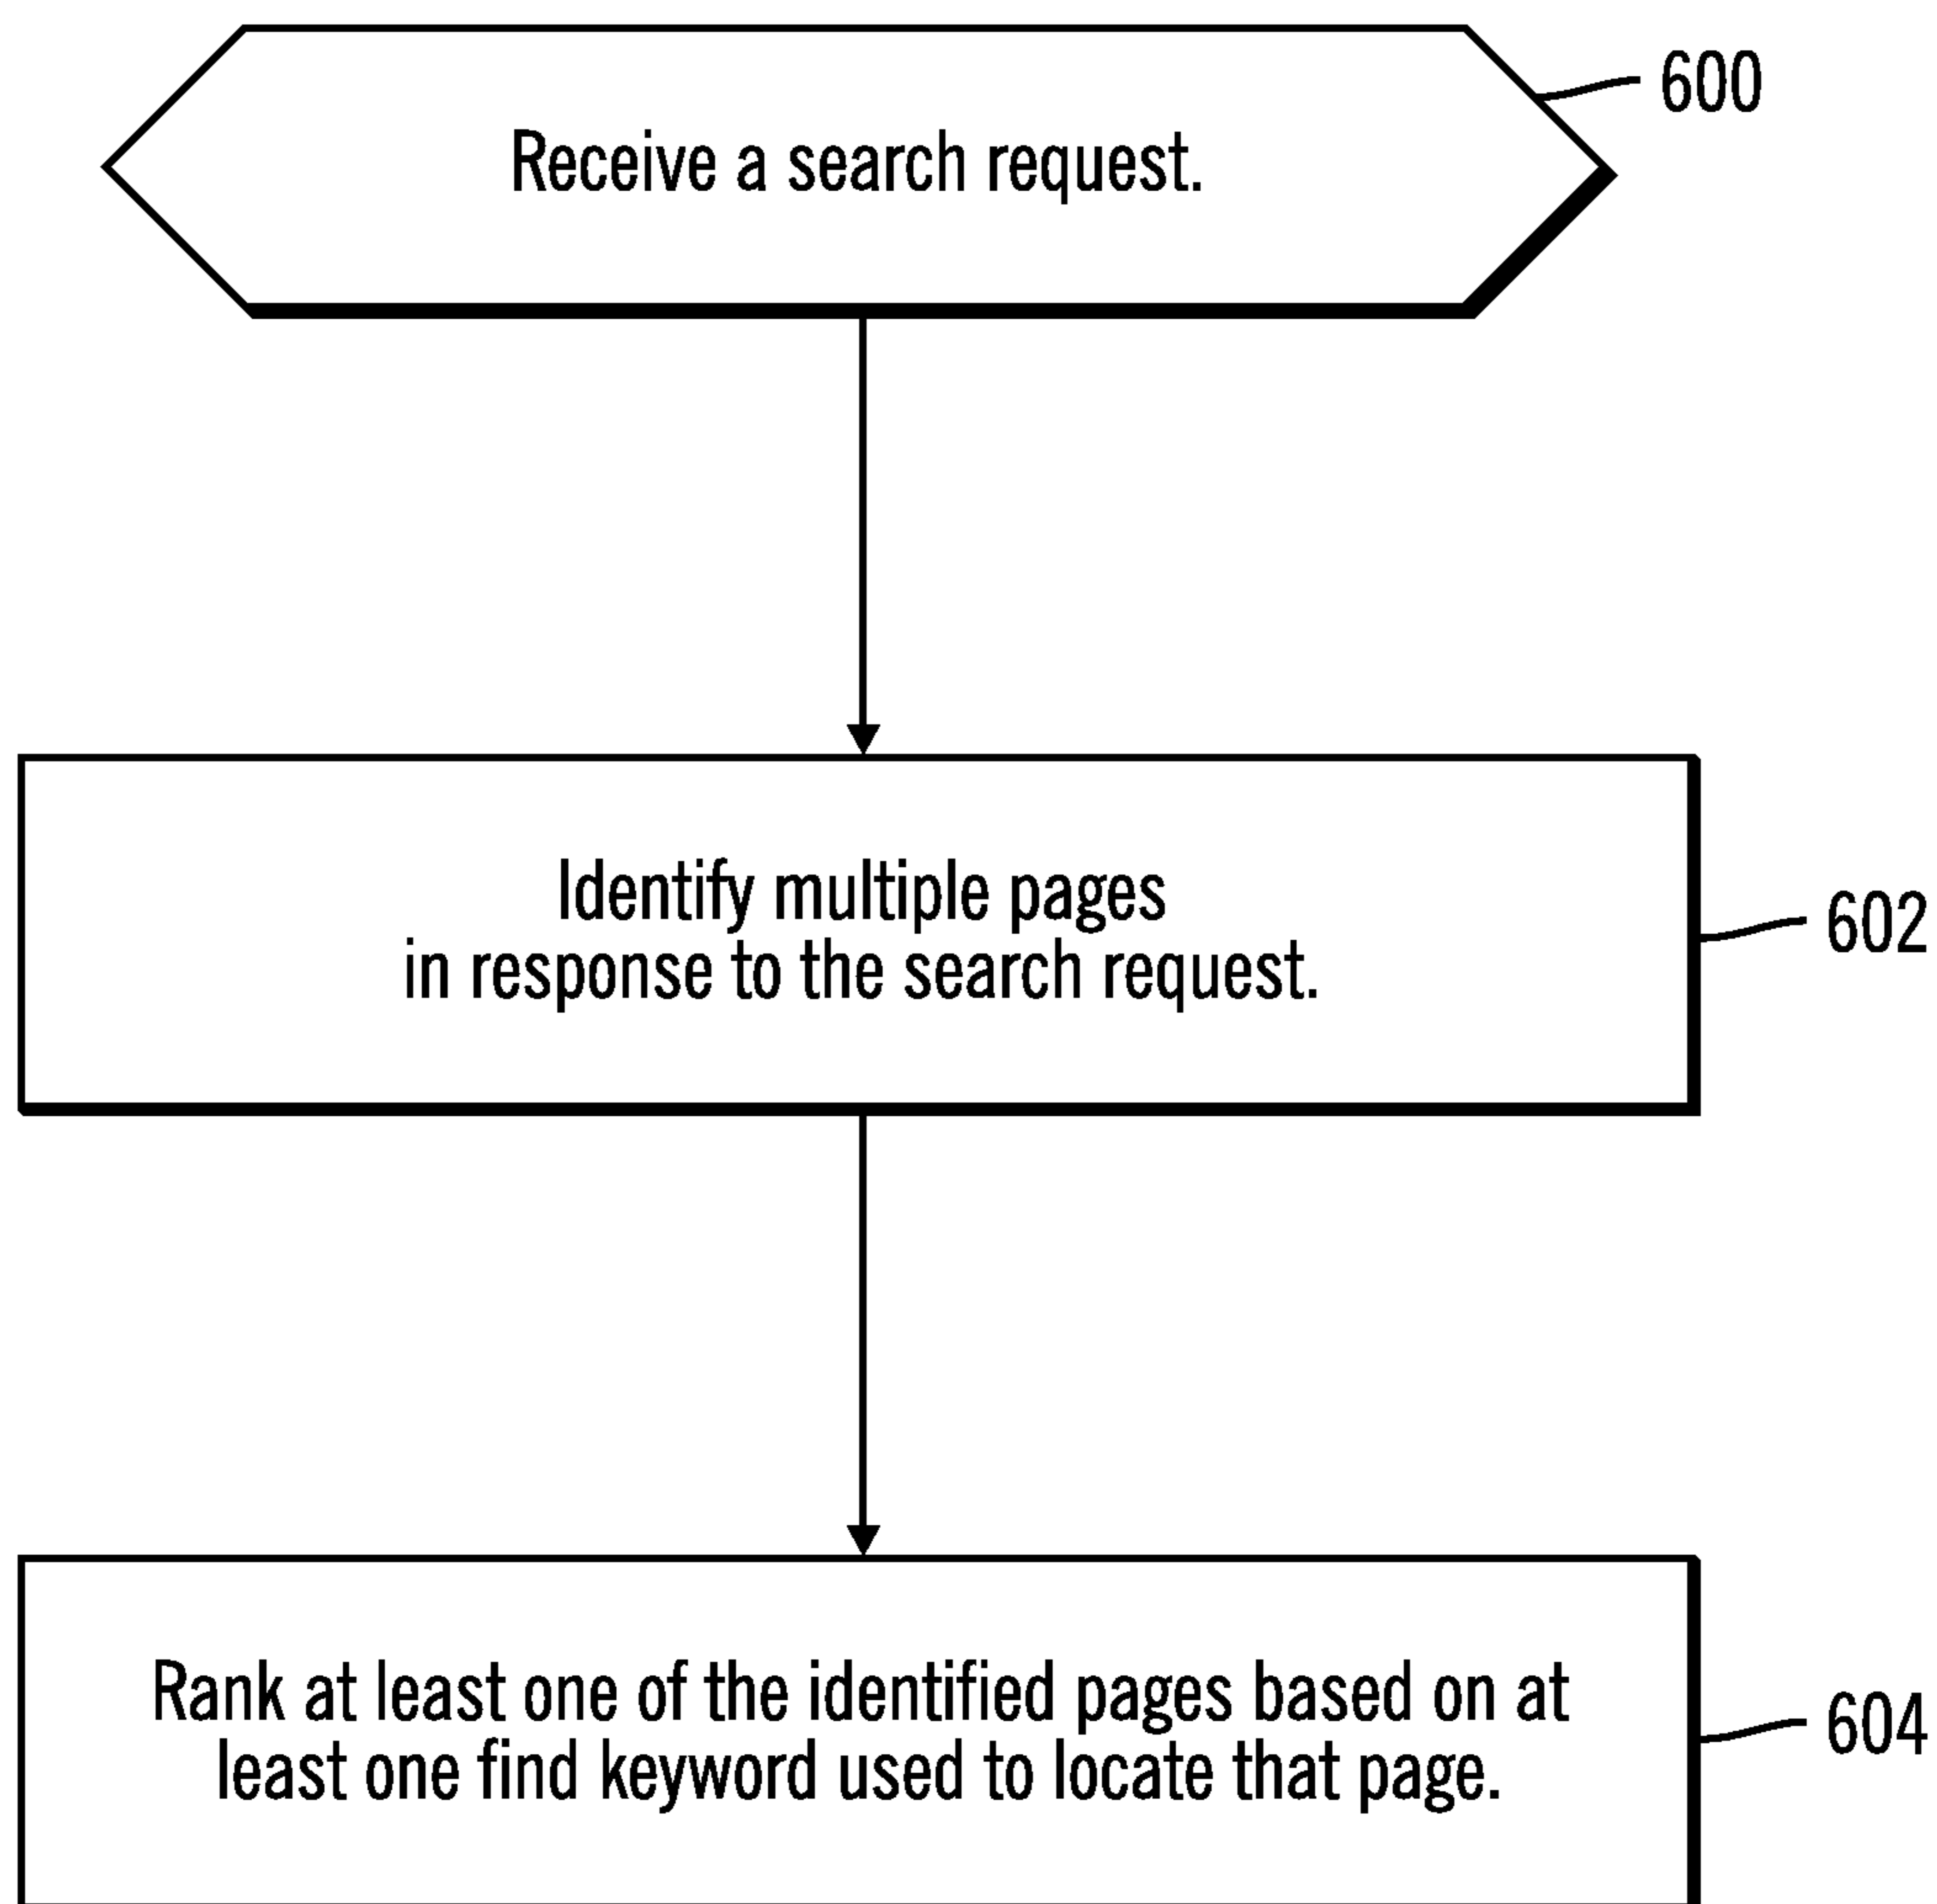 Receive a search request.
600
Identify multiple pages
in response to the search request.
602
Rank at least one of the identified pages based on at
least one find keyword used to locate that page.
604